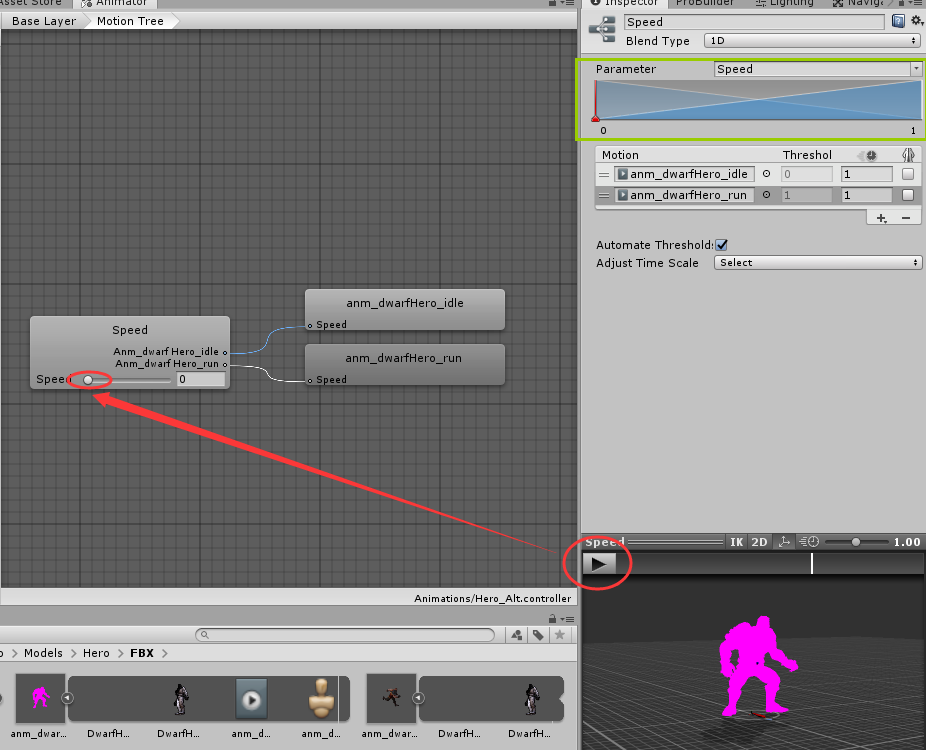 Asset Store
Animator
Base Layer
Motion Tree
Speed
Anm_dwarf Hero_idle
Anm_dwarf Hero_run
Speed
0
anm_dwarfHero_idle
Speed
anm_dwarfHero_run
Speed
Animations/Hero_Alt.controller
Models
Hero
FBX
anm_dwar...
DwarfH...
DwarfH...
anm_d...
anm_d...
anm_dwar...
DwarfH...
DwarfH...
Inspector
ProBuilder
Lighting
Navig
Speed
Blend Type
1D
Parameter
Speed
0
1
Motion
Threshol
anm_dwarfHero_idle
0
1
anm_dwarfHero_run
1
1
Automate Threshold:
Adjust Time Scale
Select
Speed
IK
2D
1.00